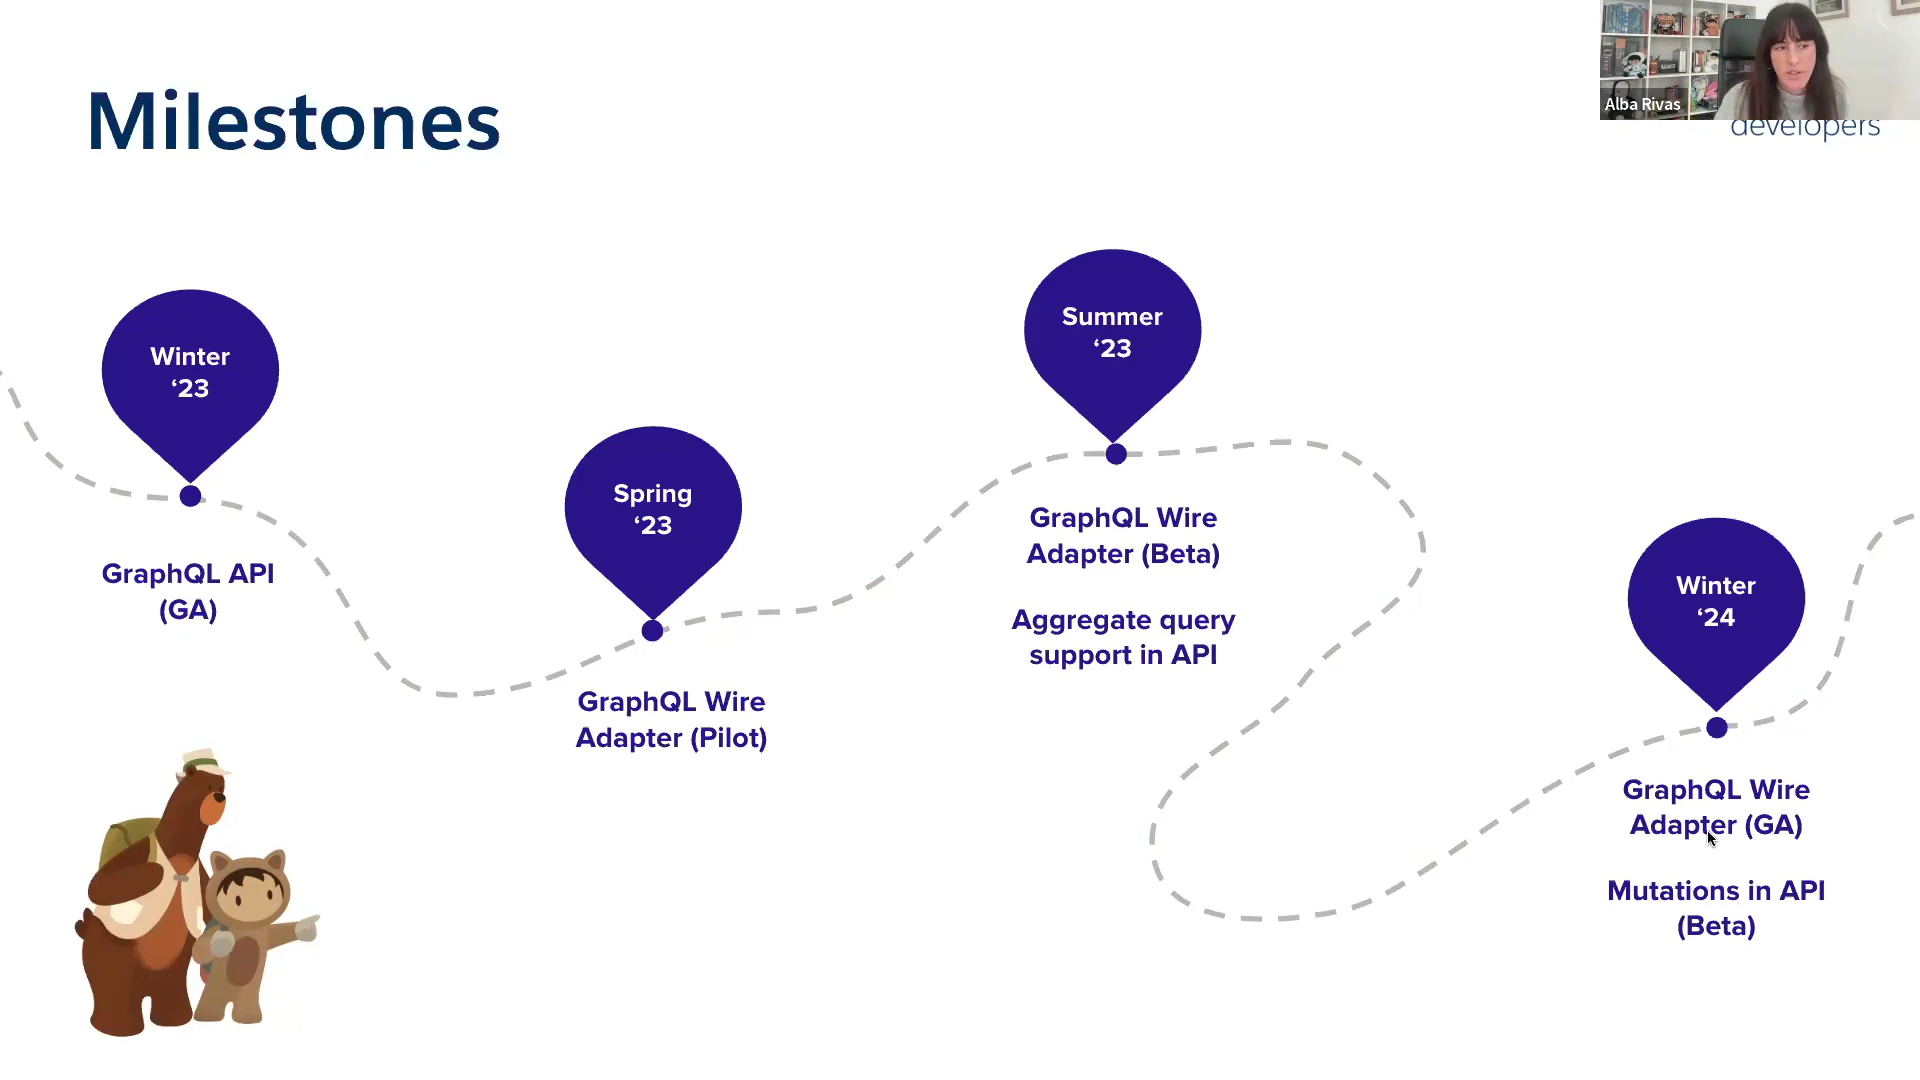 Milestones
Alba Rivas
developers
Winter
‘23
GraphQL API
(GA)
Spring
‘23
GraphQL Wire
Adapter (Pilot)
Summer
‘23
GraphQL Wire
Adapter (Beta)
Aggregate query
support in API
Winter
‘24
GraphQL Wire
Adapter (GA)
Mutations in API
(Beta)